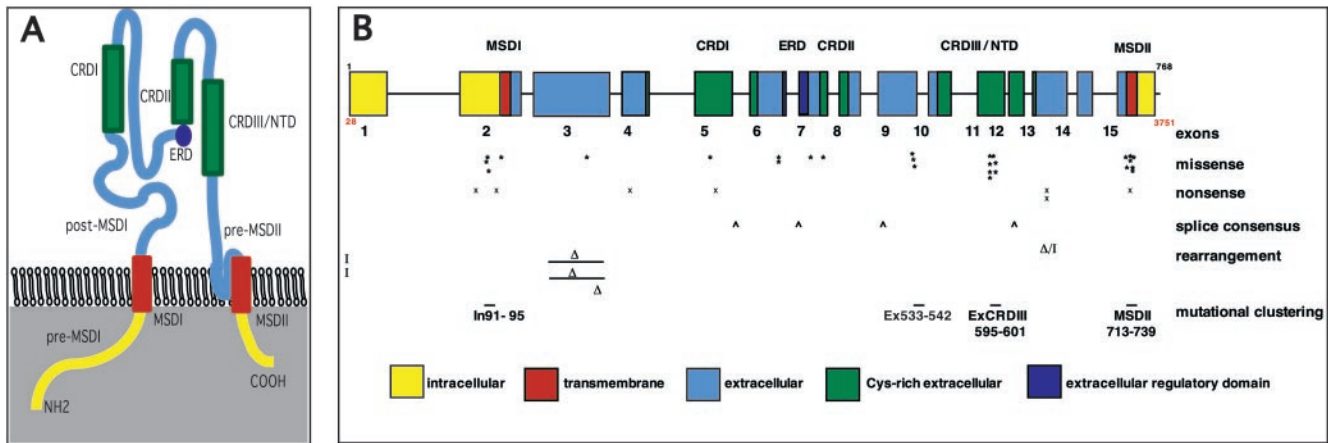 A
CRDI
CRDII
CRDIII/NTD
ERD
post-MSDI
pre-MSDII
MSDI
MSDII
pre-MSDI
COOH
NH2
B
MSDI CRDI ERD CRDII CRDIII/NTD MSDII
1 768
28 3751
1 2 3 4 5 6 7 8 9 10 11 12 13 14 15
exons
missense
* * * * * * * * * * * * * * * * * * * * * * * * * *
nonsense
x x x x x x x
splice consensus
^ ^ ^ ^
rearrangement
I
I
Δ
Δ
Δ
Δ/I
In91-95 Ex533-542 ExCRDIII MSDII
595-601 713-739
mutational clustering
intracellular transmembrane extracellular Cys-rich extracellular extracellular regulatory domain